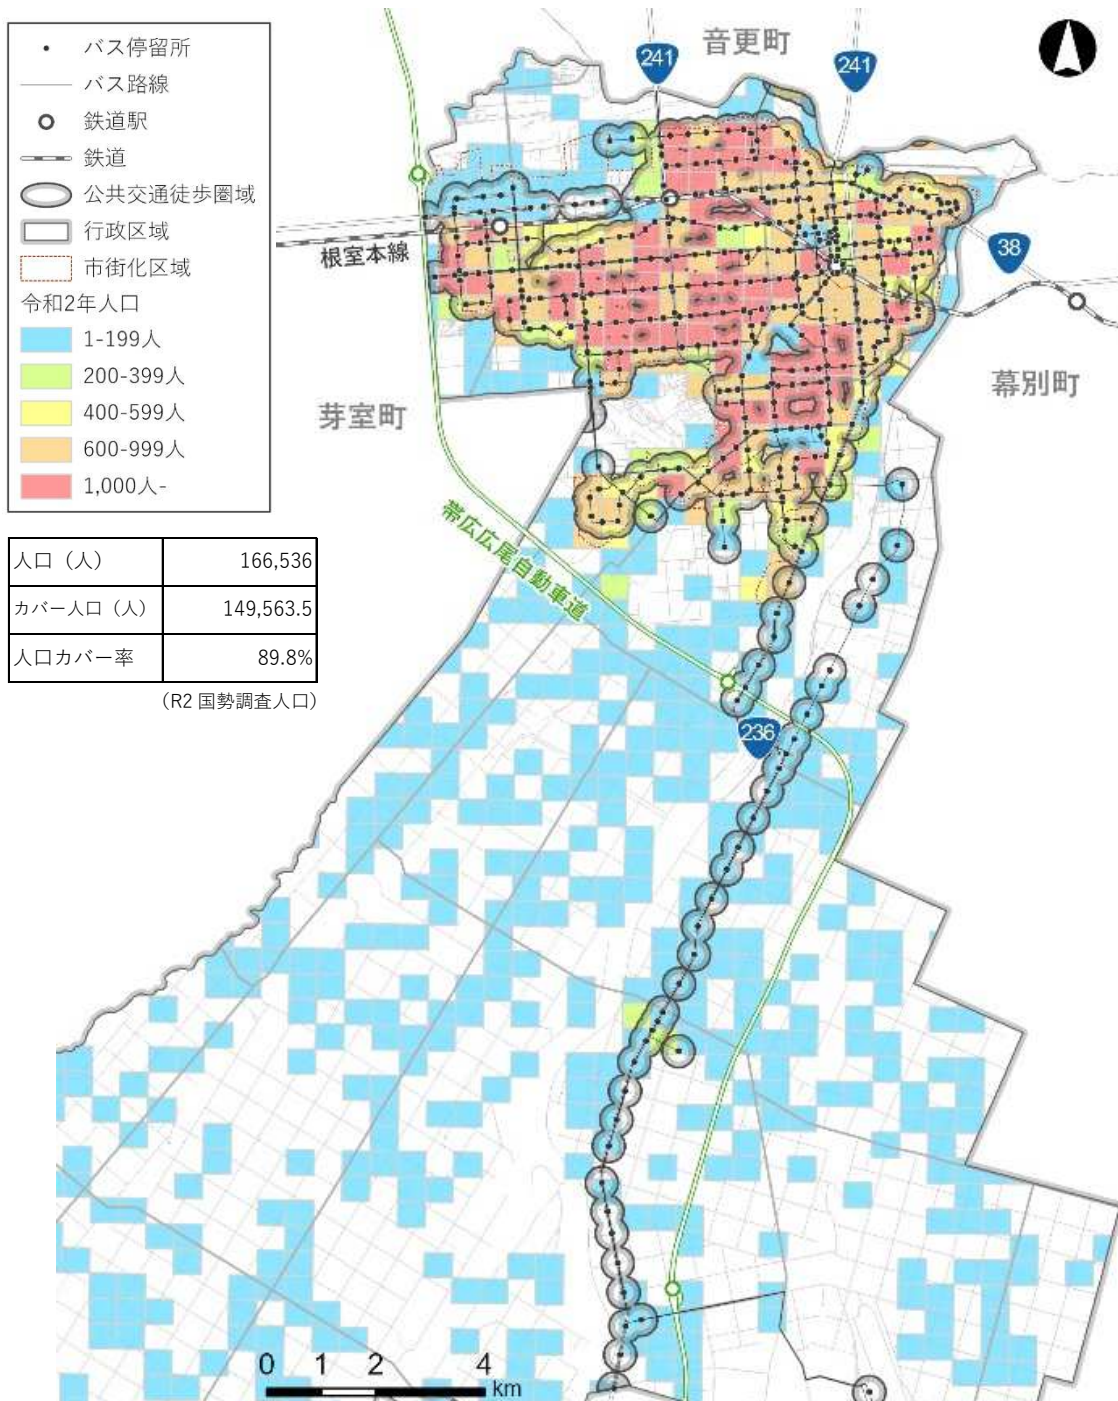 バス停留所
バス路線
鉄道駅
鉄道
公共交通徒歩圏域
行政区域
市街化区域
令和2年人口
1-199人
200-399人
400-599人
600-999人
1,000人-
人口（人） 166,536
カバー人口（人） 149,563.5
人口カバー率 89.8%
（R2 国勢調査人口）
音更町
241
241
根室本線
38
幕別町
芽室町
帯広広尾自動車道
236
0 1 2 4
km